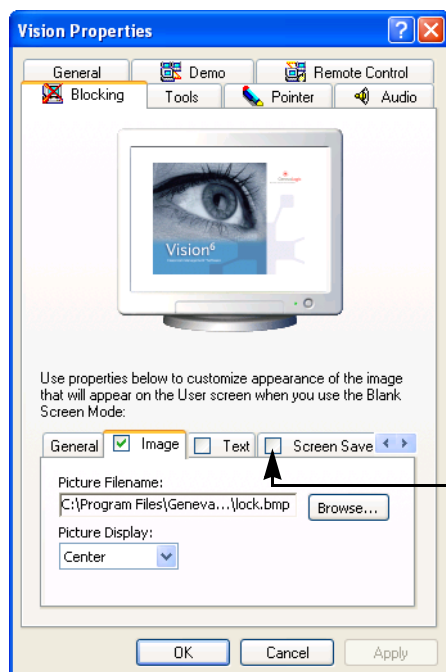 Vision Properties
General Demo Remote Control
Blocking Tools Pointer Audio
Vision6
Use properties below to customize appearance of the image
that will appear on the User screen when you use the Blank
Screen Mode:
General Image Text Screen Save
Picture Filename:
C:\Program Files\Geneva...\lock.bmp Browse...
Picture Display:
Center
OK Cancel Apply